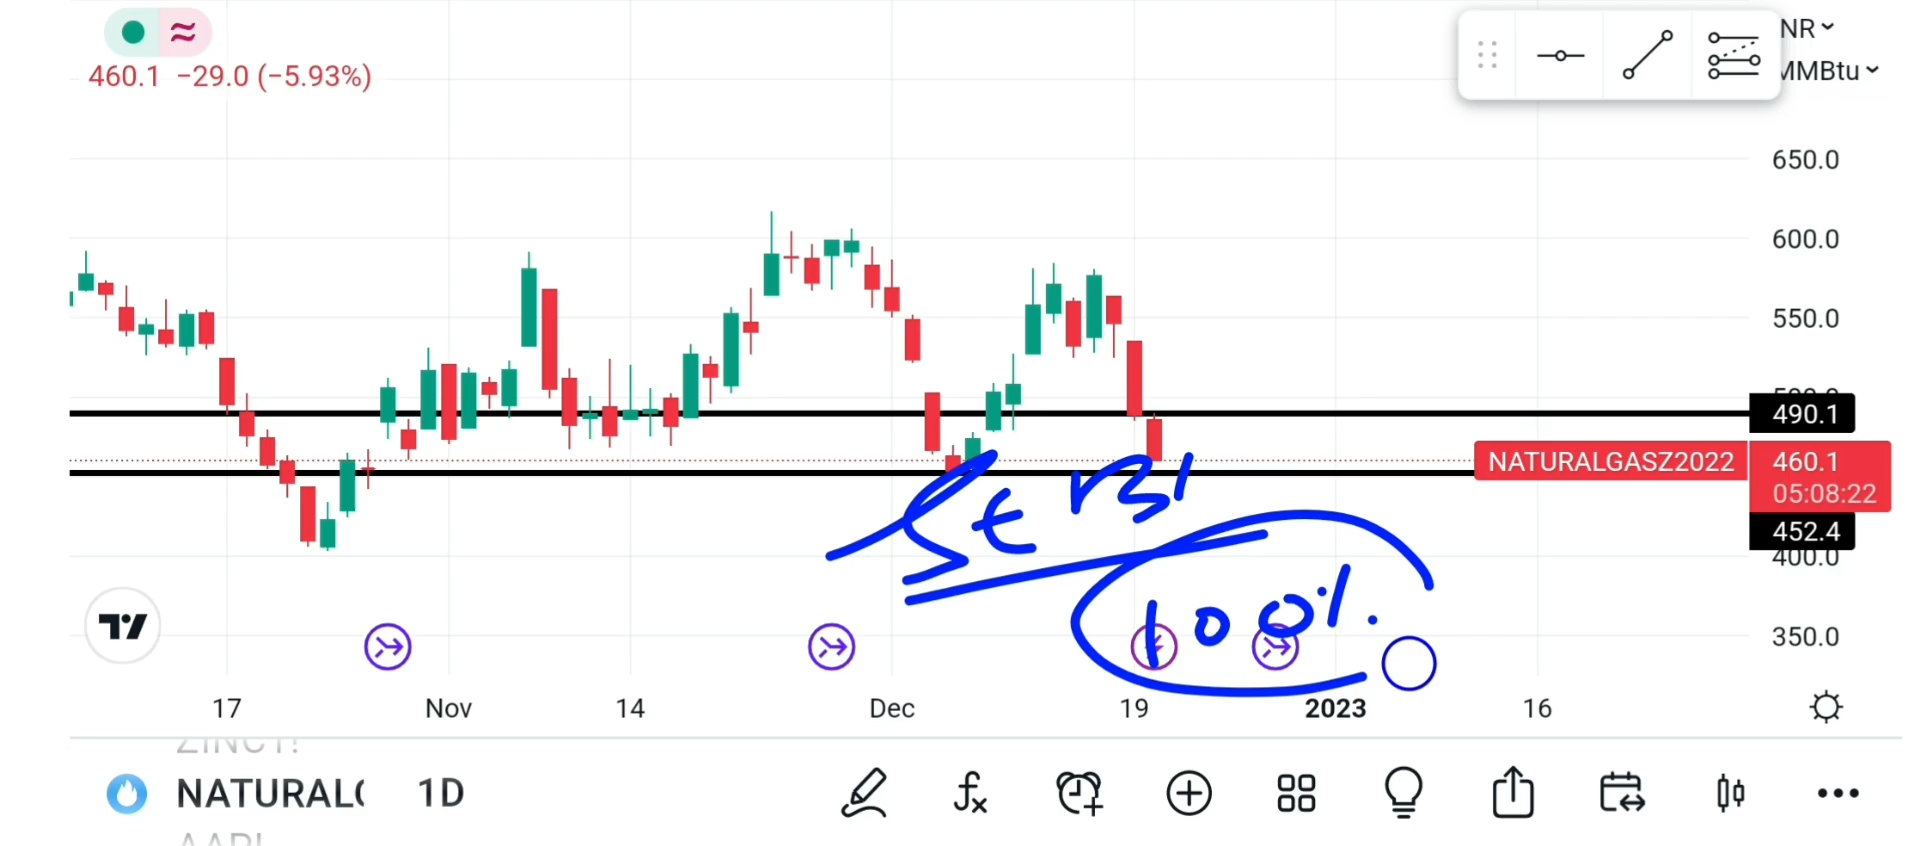 460.1 −29.0 (−5.93%)
NR
MMBtu
650.0
600.0
550.0
490.1
NATURALGASZ2022 460.1
05:08:22
452.4
400.0
350.0
100%.
17 Nov 14 Dec 19 2023 16
NATURAL 1D